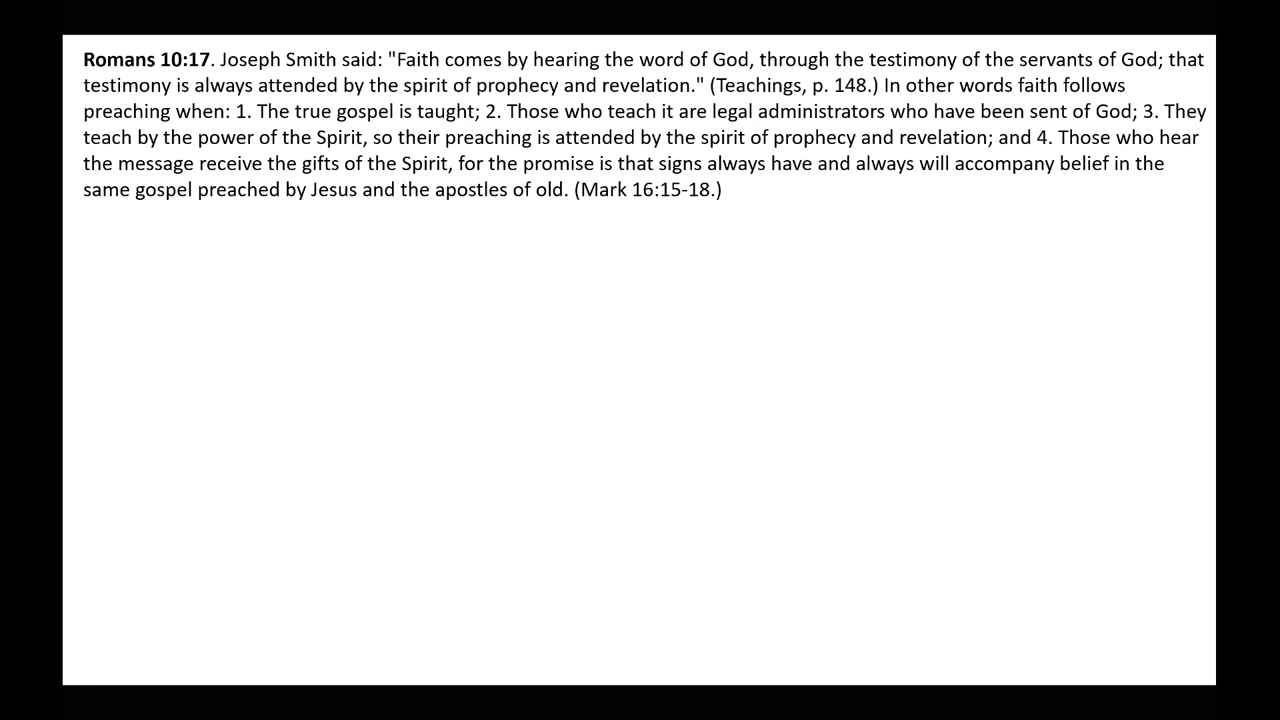 Romans 10:17. Joseph Smith said: "Faith comes by hearing the word of God, through the testimony of the servants of God; that
testimony is always attended by the spirit of prophecy and revelation." (Teachings, p. 148.) In other words faith follows
preaching when: 1. The true gospel is taught; 2. Those who teach it are legal administrators who have been sent of God; 3. They
teach by the power of the Spirit, so their preaching is attended by the spirit of prophecy and revelation; and 4. Those who hear
the message receive the gifts of the Spirit, for the promise is that signs always have and always will accompany belief in the
same gospel preached by Jesus and the apostles of old. (Mark 16:15-18.)